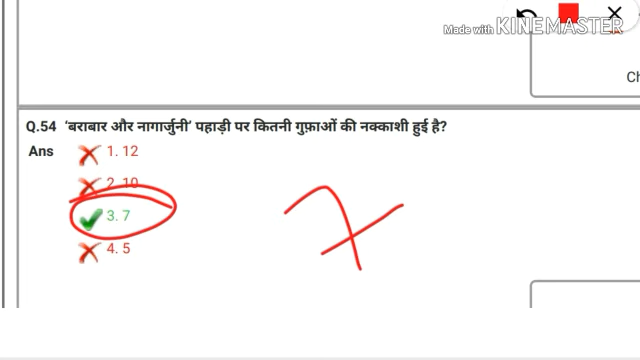 Made with KINEMASTER
Ch
Q.54 ‘बराबार और नागार्जुनी’ पहाड़ी पर कितनी गुफ़ाओं की नक्काशी हुई है?
Ans 1. 12
2. 10
3. 7
4. 5
7